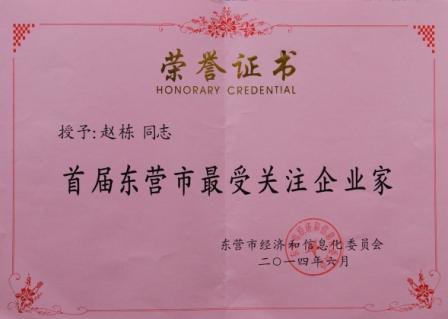 荣誉证书
HONORARY CREDENTIAL
授予:赵栋 同志
首届东营市最受关注企业家
东营市经济和信息化委员会
二〇一四年六月